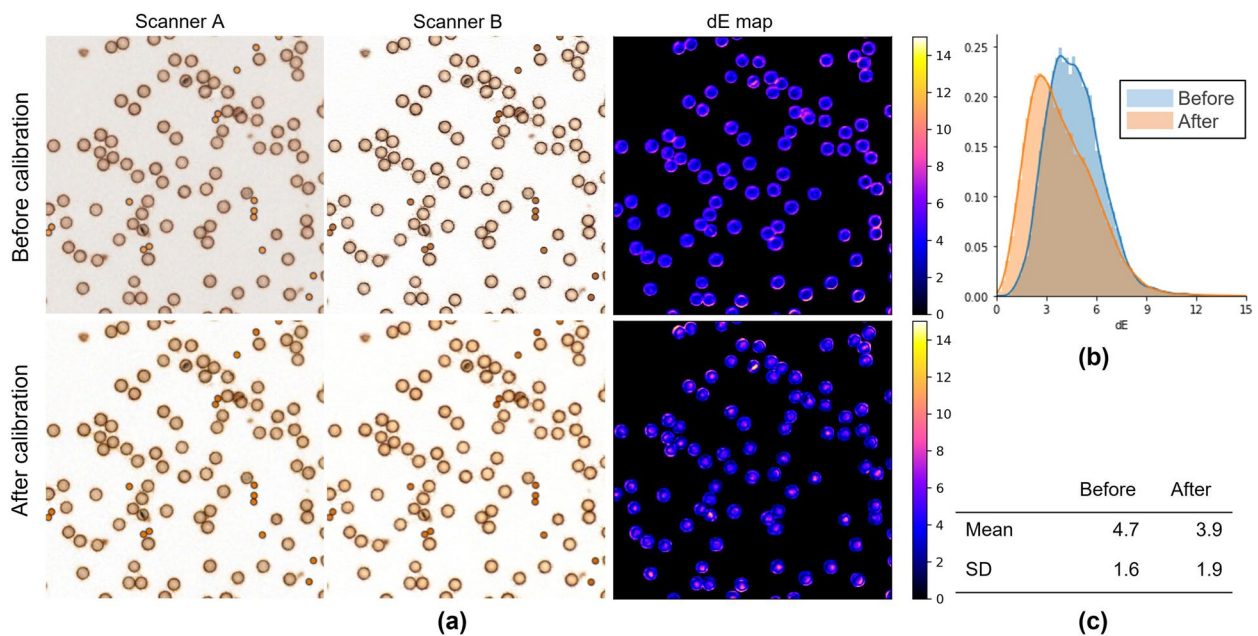 Scanner A Scanner B dE map
Before calibration
After calibration
14
12
10
8
6
4
2
0
14
12
10
8
6
4
2
0
(a)
0.25
0.20
0.15
0.10
0.05
0.00
0 3 6 9 12 15
dE
Before
After
(b)
Before After
Mean 4.7 3.9
SD 1.6 1.9
(c)